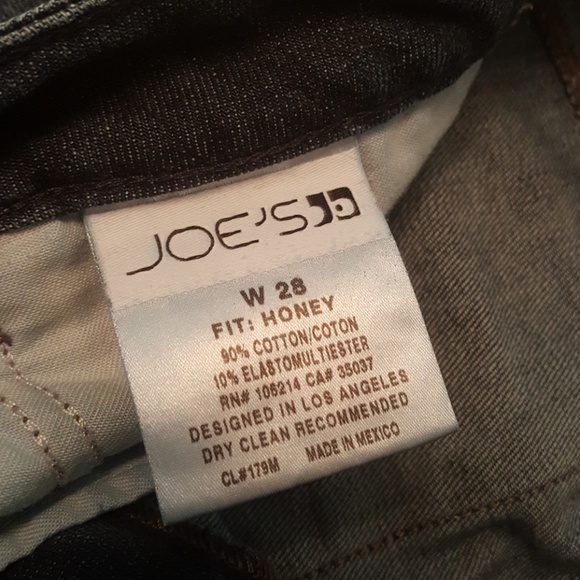 JOE'S
W 28
FIT: HONEY
90% COTTON/COTON
10% ELASTOMULTIESTER
RN# 106214 CA# 35037
DESIGNED IN LOS ANGELES
DRY CLEAN RECOMMENDED
CL#179M MADE IN MEXICO